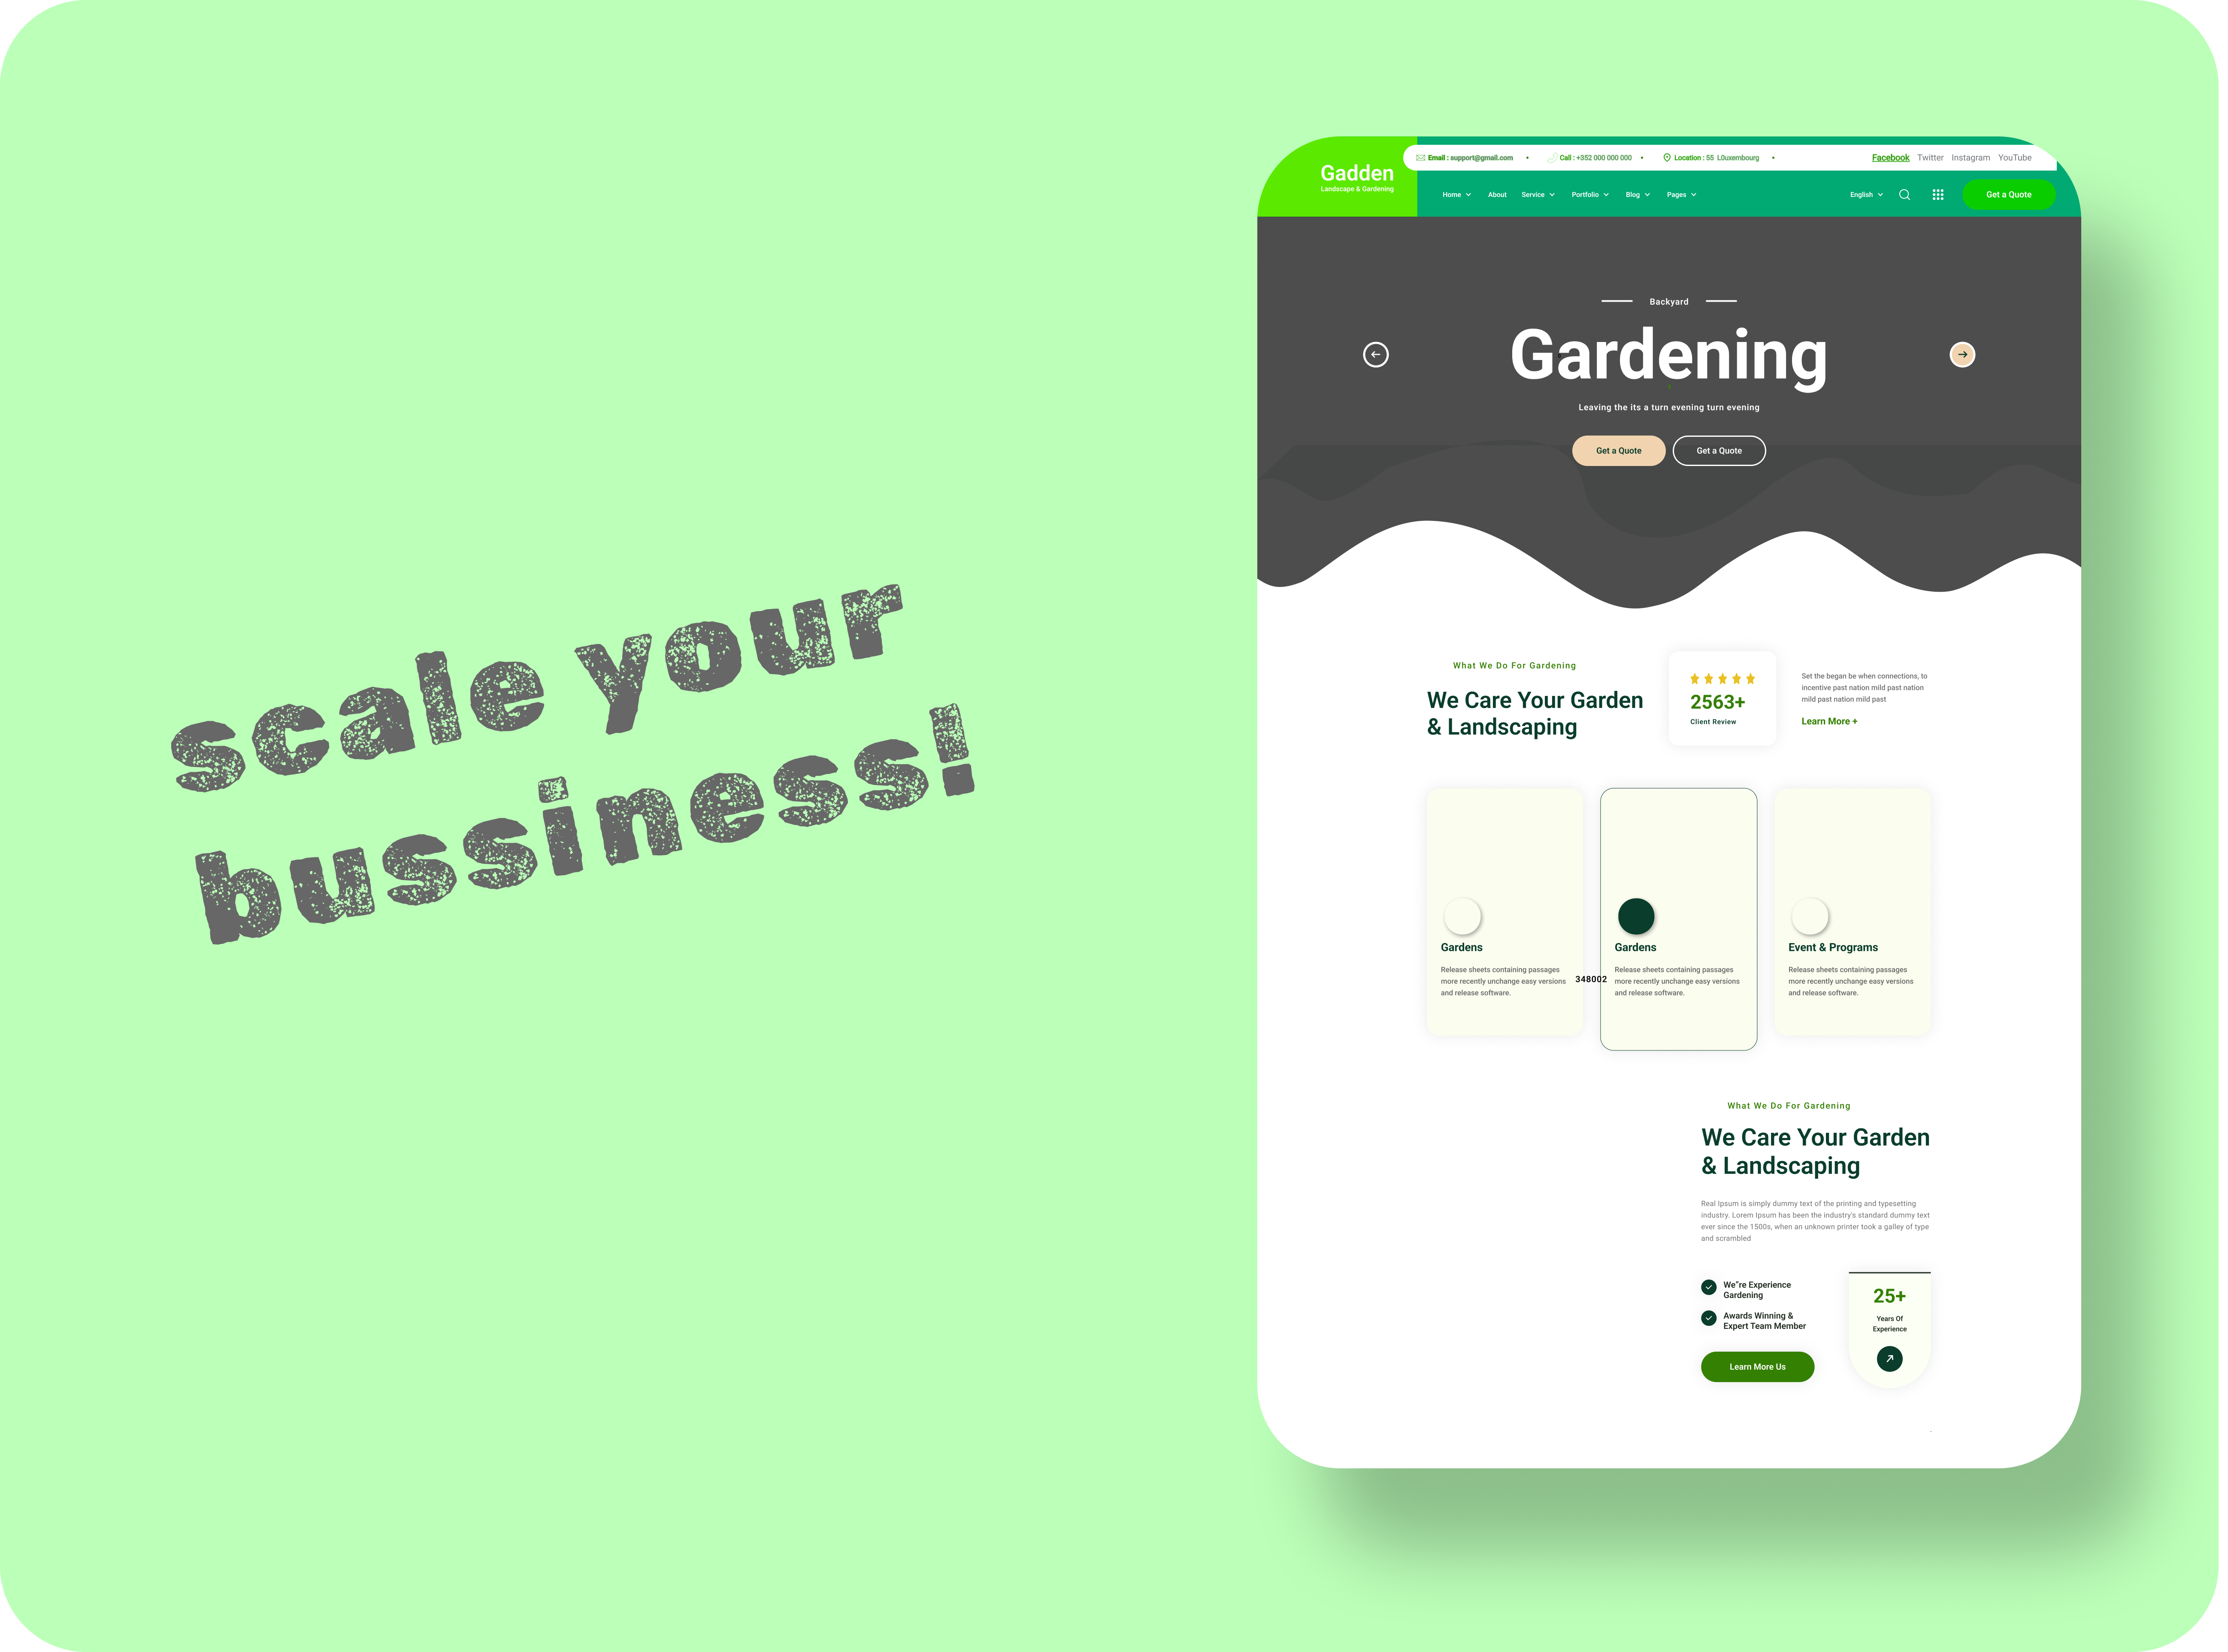 scale your
bussiness!
Gadden
Landscape & Gardening
Email : support@gmail.com
Call : +352 000 000 000
Location : 55 L0uxembourg
Facebook Twitter Instagram YouTube
Home About Service Portfolio Blog Pages
English
Get a Quote
Backyard
Gardening
Leaving the its a turn evening turn evening
Get a Quote
Get a Quote
What We Do For Gardening
We Care Your Garden
& Landscaping
2563+
Client Review
Set the began be when connections, to
incentive past nation mild past nation
mild past nation mild past
Learn More +
Gardens
Release sheets containing passages
more recently unchange easy versions
and release software.
348002
Gardens
Release sheets containing passages
more recently unchange easy versions
and release software.
Event & Programs
Release sheets containing passages
more recently unchange easy versions
and release software.
What We Do For Gardening
We Care Your Garden
& Landscaping
Real Ipsum is simply dummy text of the printing and typesetting
industry. Lorem Ipsum has been the industry's standard dummy text
ever since the 1500s, when an unknown printer took a galley of type
and scrambled
We"re Experience
Gardening
Awards Winning &
Expert Team Member
Learn More Us
25+
Years Of
Experience